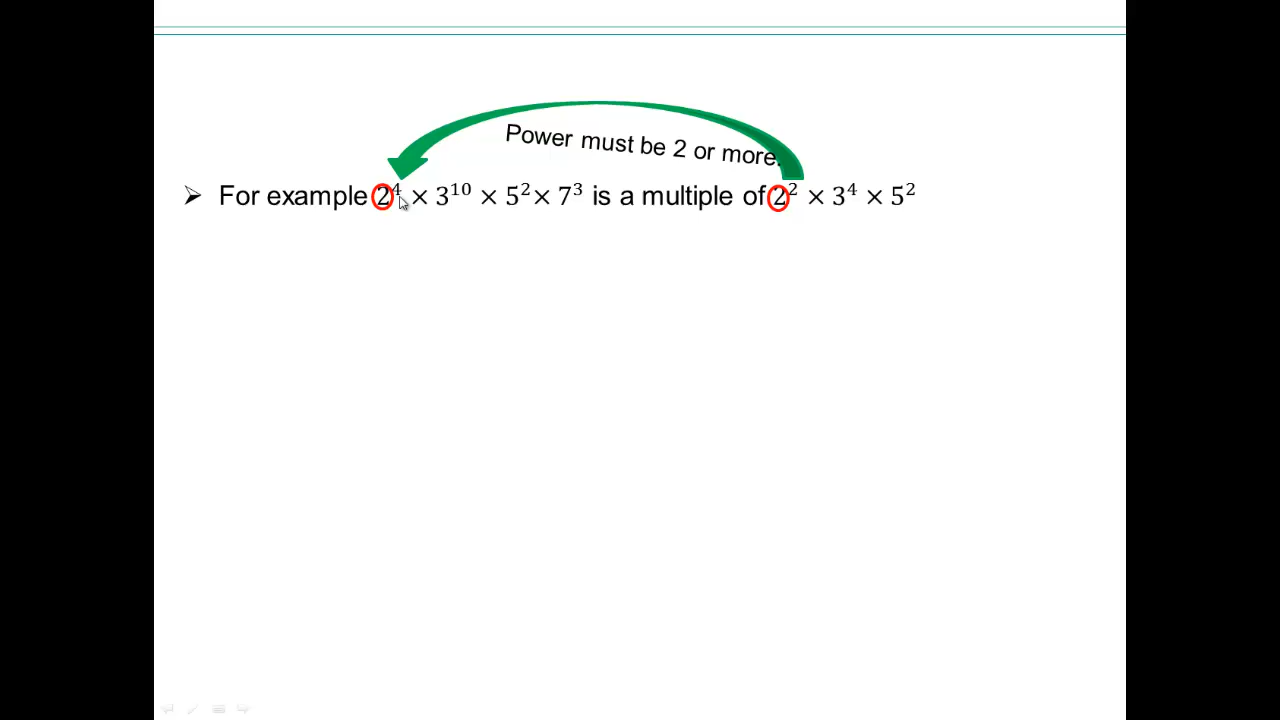 Power must be 2 or more.
➢ For example 2⁴ × 3¹⁰ × 5² × 7³ is a multiple of 2² × 3⁴ × 5²